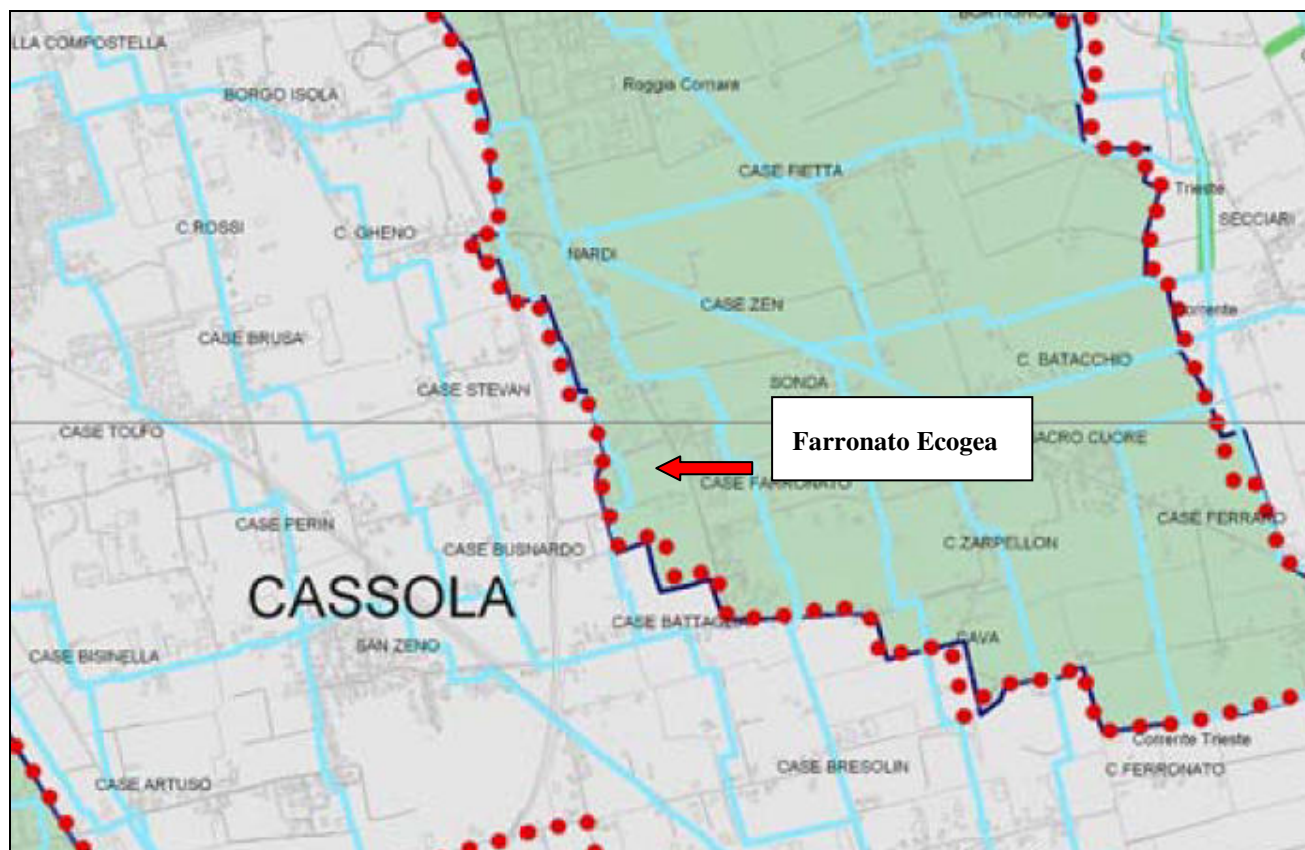 LLA COMPOSTELLA
BORGO ISOLA
Roggia Cornara
CASE FIETTA
Trieste
C.ROSSI
C. GHENO
SECCIARI
NARDI
CASE ZEN
Corrente
CASE BRUSA'
C. BATACCHIO
CASE STEVAN
SONDA
CASE TOLFO
Farronato Ecogea
SACRO CUORE
CASE FARRONATO
CASE PERIN
CASE FERRARO
CASE BUSNARDO
C.ZARPELLON
CASSOLA
SAN ZENO
CASE BISINELLA
CAVA
Corrente Trieste
CASE BRESOLIN
C.FERRONATO
CASE ARTUSO